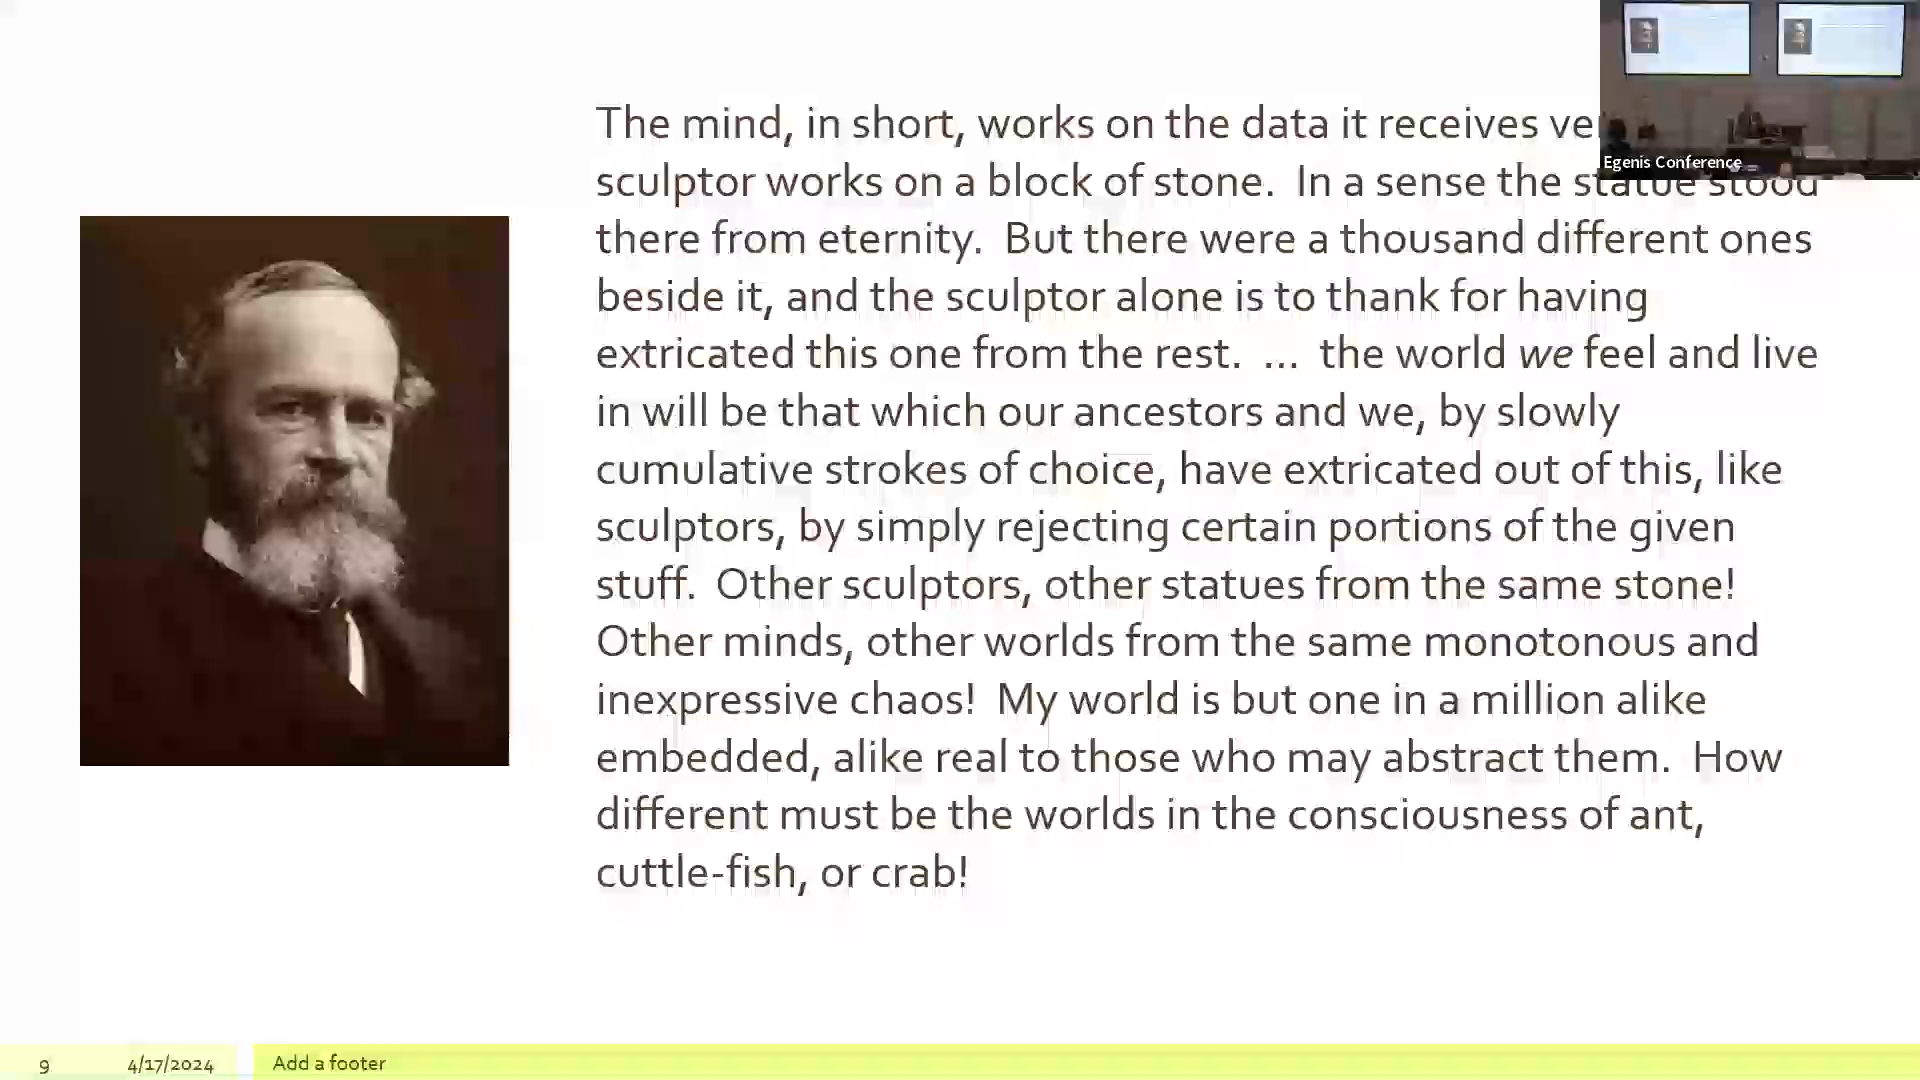 The mind, in short, works on the data it receives
sculptor works on a block of stone.  In a sense the statue stood
there from eternity.  But there were a thousand different ones
beside it, and the sculptor alone is to thank for having
extricated this one from the rest.  ...  the world we feel and live
in will be that which our ancestors and we, by slowly
cumulative strokes of choice, have extricated out of this, like
sculptors, by simply rejecting certain portions of the given
stuff.  Other sculptors, other statues from the same stone!
Other minds, other worlds from the same monotonous and
inexpressive chaos!  My world is but one in a million alike
embedded, alike real to those who may abstract them.  How
different must be the worlds in the consciousness of ant,
cuttle-fish, or crab!
Egenis Conference
9
4/17/2024
Add a footer